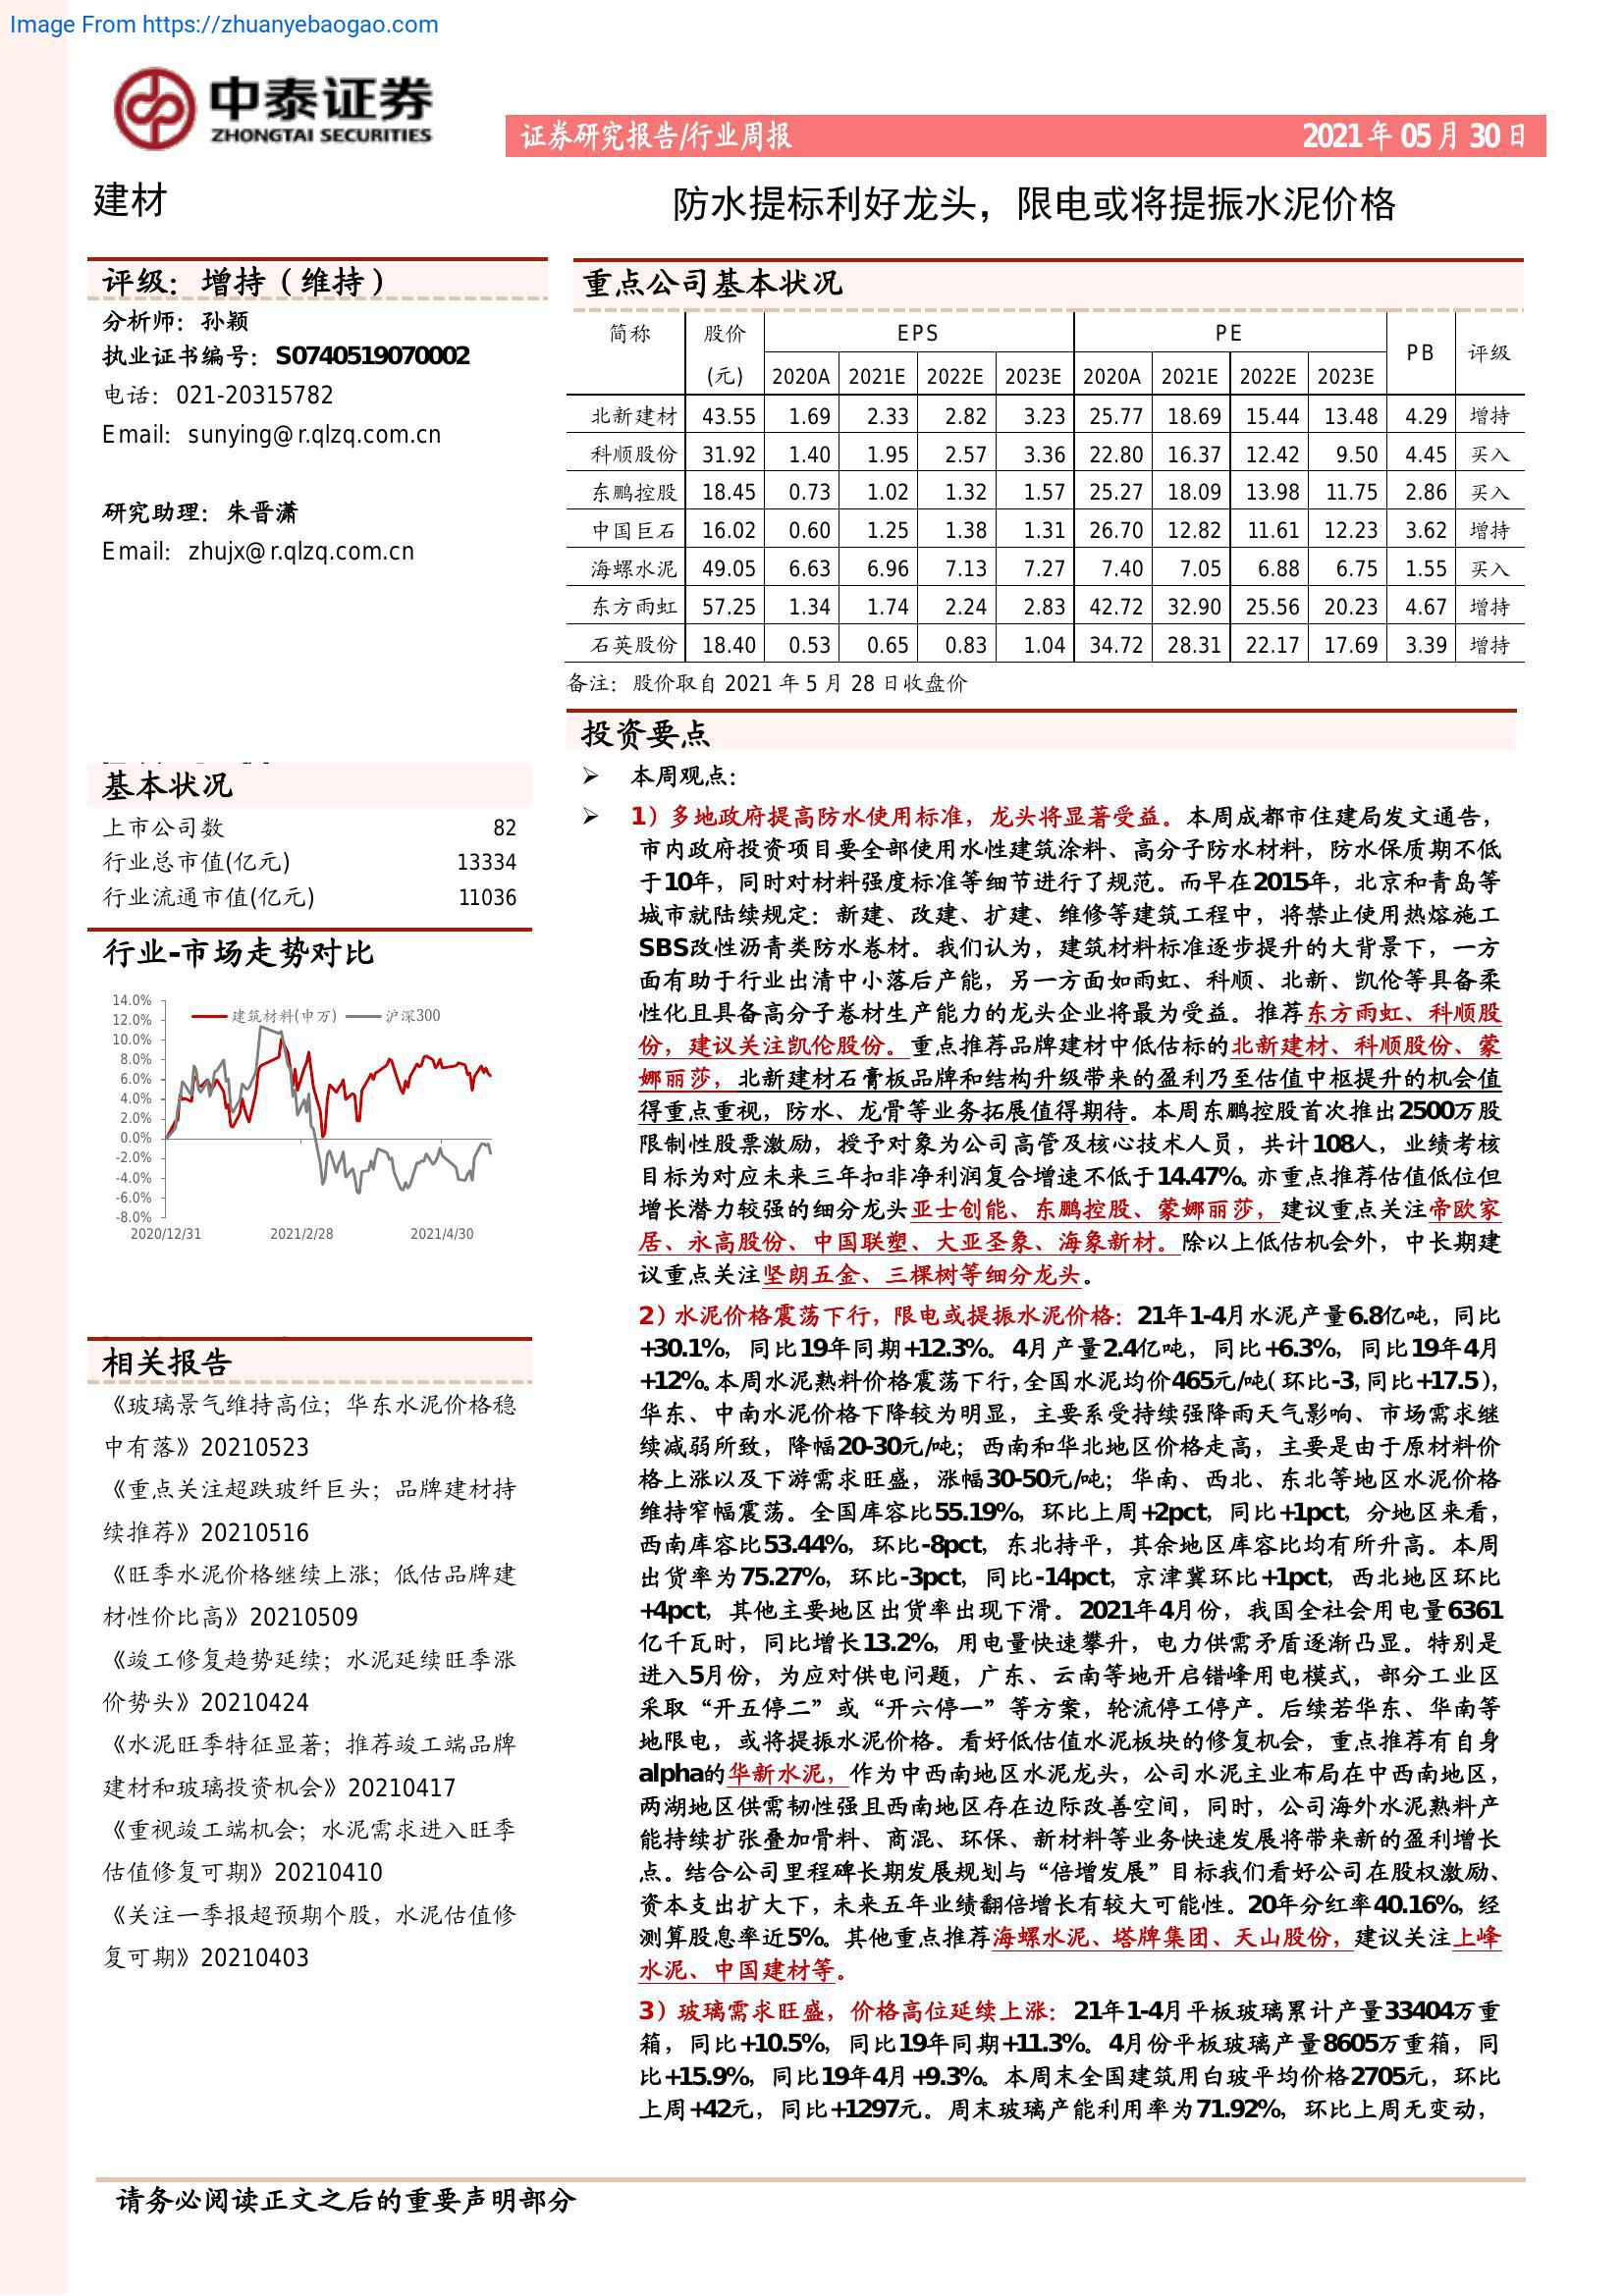 Image From https://zhuanyebaogao.com
中泰证券
ZHONGTAI SECURITIES
证券研究报告/行业周报 2021年05月30日
建材 防水提标利好龙头，限电或将提振水泥价格
评级：增持（维持）
分析师：孙颖
执业证书编号：S0740519070002
电话：021-20315782
Email：sunying@r.qlzq.com.cn
研究助理：朱晋潇
Email：zhujx@r.qlzq.com.cn
基本状况
上市公司数 82
行业总市值(亿元) 13334
行业流通市值(亿元) 11036
行业-市场走势对比
建筑材料(申万) 沪深300
14.0%
12.0%
10.0%
8.0%
6.0%
4.0%
2.0%
0.0%
-2.0%
-4.0%
-6.0%
-8.0%
2020/12/31 2021/2/28 2021/4/30
相关报告
《玻璃景气维持高位；华东水泥价格稳
中有落》20210523
《重点关注超跌玻纤巨头；品牌建材持
续推荐》20210516
《旺季水泥价格继续上涨；低估品牌建
材性价比高》20210509
《竣工修复趋势延续；水泥延续旺季涨
价势头》20210424
《水泥旺季特征显著；推荐竣工端品牌
建材和玻璃投资机会》20210417
《重视竣工端机会；水泥需求进入旺季
估值修复可期》20210410
《关注一季报超预期个股，水泥估值修
复可期》20210403
重点公司基本状况
简称 股价 EPS PE PB 评级
(元) 2020A 2021E 2022E 2023E 2020A 2021E 2022E 2023E
北新建材 43.55 1.69 2.33 2.82 3.23 25.77 18.69 15.44 13.48 4.29 增持
科顺股份 31.92 1.40 1.95 2.57 3.36 22.80 16.37 12.42 9.50 4.45 买入
东鹏控股 18.45 0.73 1.02 1.32 1.57 25.27 18.09 13.98 11.75 2.86 买入
中国巨石 16.02 0.60 1.25 1.38 1.31 26.70 12.82 11.61 12.23 3.62 增持
海螺水泥 49.05 6.63 6.96 7.13 7.27 7.40 7.05 6.88 6.75 1.55 买入
东方雨虹 57.25 1.34 1.74 2.24 2.83 42.72 32.90 25.56 20.23 4.67 增持
石英股份 18.40 0.53 0.65 0.83 1.04 34.72 28.31 22.17 17.69 3.39 增持
备注：股价取自 2021 年 5 月 28 日收盘价
投资要点
➢ 本周观点：
➢ 1）多地政府提高防水使用标准，龙头将显著受益。本周成都市住建局发文通告，
市内政府投资项目要全部使用水性建筑涂料、高分子防水材料，防水保质期不低
于10年，同时对材料强度标准等细节进行了规范。而早在2015年，北京和青岛等
城市就陆续规定：新建、改建、扩建、维修等建筑工程中，将禁止使用热熔施工
SBS改性沥青类防水卷材。我们认为，建筑材料标准逐步提升的大背景下，一方
面有助于行业出清中小落后产能，另一方面如雨虹、科顺、北新、凯伦等具备柔
性化且具备高分子卷材生产能力的龙头企业将最为受益。推荐东方雨虹、科顺股
份，建议关注凯伦股份。重点推荐品牌建材中低估标的北新建材、科顺股份、蒙
娜丽莎，北新建材石膏板品牌和结构升级带来的盈利乃至估值中枢提升的机会值
得重点重视，防水、龙骨等业务拓展值得期待。本周东鹏控股首次推出2500万股
限制性股票激励，授予对象为公司高管及核心技术人员，共计108人，业绩考核
目标为对应未来三年扣非净利润复合增速不低于14.47%。亦重点推荐估值低位但
增长潜力较强的细分龙头亚士创能、东鹏控股、蒙娜丽莎，建议重点关注帝欧家
居、永高股份、中国联塑、大亚圣象、海象新材。除以上低估机会外，中长期建
议重点关注坚朗五金、三棵树等细分龙头。
2）水泥价格震荡下行，限电或提振水泥价格：21年1-4月水泥产量6.8亿吨，同比
+30.1%，同比19年同期+12.3%。4月产量2.4亿吨，同比+6.3%，同比19年4月
+12%。本周水泥熟料价格震荡下行，全国水泥均价465元/吨（环比-3，同比+17.5），
华东、中南水泥价格下降较为明显，主要系受持续强降雨天气影响、市场需求继
续减弱所致，降幅20-30元/吨；西南和华北地区价格走高，主要是由于原材料价
格上涨以及下游需求旺盛，涨幅30-50元/吨；华南、西北、东北等地区水泥价格
维持窄幅震荡。全国库容比55.19%，环比上周+2pct，同比+1pct，分地区来看，
西南库容比53.44%，环比-8pct，东北持平，其余地区库容比均有所升高。本周
出货率为75.27%，环比-3pct，同比-14pct，京津冀环比+1pct，西北地区环比
+4pct，其他主要地区出货率出现下滑。2021年4月份，我国全社会用电量6361
亿千瓦时，同比增长13.2%，用电量快速攀升，电力供需矛盾逐渐凸显。特别是
进入5月份，为应对供电问题，广东、云南等地开启错峰用电模式，部分工业区
采取“开五停二”或“开六停一”等方案，轮流停工停产。后续若华东、华南等
地限电，或将提振水泥价格。看好低估值水泥板块的修复机会，重点推荐有自身
alpha的华新水泥，作为中西南地区水泥龙头，公司水泥主业布局在中西南地区，
两湖地区供需韧性强且西南地区存在边际改善空间，同时，公司海外水泥熟料产
能持续扩张叠加骨料、商混、环保、新材料等业务快速发展将带来新的盈利增长
点。结合公司里程碑长期发展规划与“倍增发展”目标我们看好公司在股权激励、
资本支出扩大下，未来五年业绩翻倍增长有较大可能性。20年分红率40.16%，经
测算股息率近5%。其他重点推荐海螺水泥、塔牌集团、天山股份，建议关注上峰
水泥、中国建材等。
3）玻璃需求旺盛，价格高位延续上涨：21年1-4月平板玻璃累计产量33404万重
箱，同比+10.5%，同比19年同期+11.3%。4月份平板玻璃产量8605万重箱，同
比+15.9%，同比19年4月+9.3%。本周末全国建筑用白玻平均价格2705元，环比
上周+42元，同比+1297元。周末玻璃产能利用率为71.92%，环比上周无变动，
请务必阅读正文之后的重要声明部分